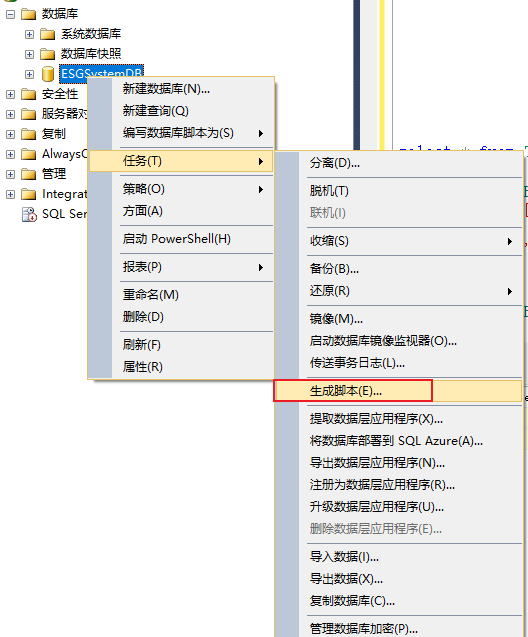 数据库
系统数据库
数据库快照
ESGSystemDB
安全性
服务器对
复制
AlwaysO
管理
Integrat
SQL Ser
新建数据库(N)...
新建查询(Q)
编写数据库脚本为(S)
任务(T)
策略(O)
方面(A)
启动 PowerShell(H)
报表(P)
重命名(M)
删除(D)
刷新(F)
属性(R)
分离(D)...
脱机(T)
联机(I)
收缩(S)
备份(B)...
还原(R)
镜像(M)...
启动数据库镜像监视器(O)...
传送事务日志(L)...
生成脚本(E)...
提取数据层应用程序(X)...
将数据库部署到 SQL Azure(A)...
导出数据层应用程序(N)...
注册为数据层应用程序(R)...
升级数据层应用程序(U)...
删除数据层应用程序(E)...
导入数据(I)...
导出数据(X)...
复制数据库(C)...
管理数据库加密(P)...